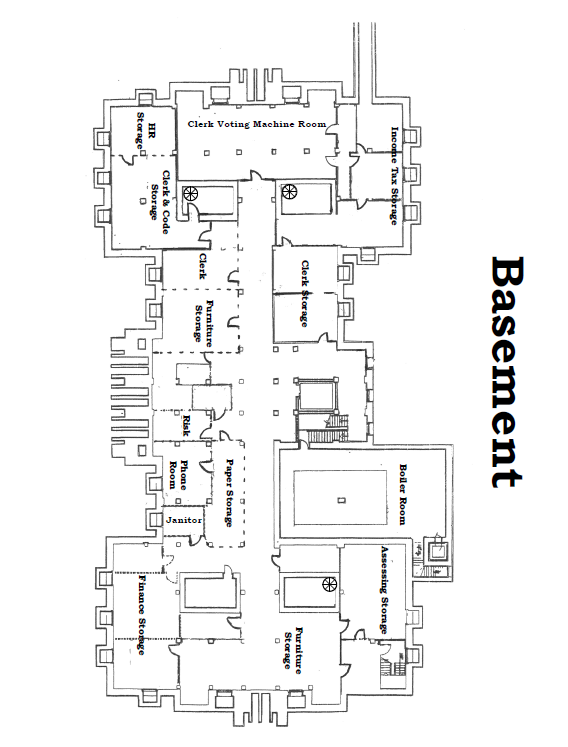 Basement
Clerk Voting Machine Room
HR
Storage
Income Tax Storage
Clerk & Code
Storage
Clerk
Clerk Storage
Furniture
Storage
Risk
Phone
Room
Paper Storage
Boiler Room
Janitor
Assessing Storage
Finance Storage
Furniture
Storage